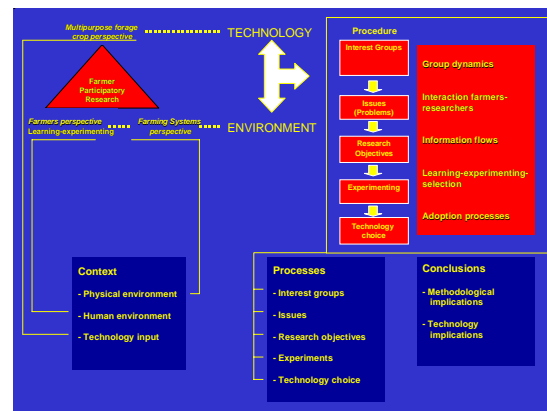 Multipurpose forage
crop perspective
TECHNOLOGY
Farmer
Participatory
Research
Farmers perspective
Learning-experimenting
Farming Systems
perspective
ENVIRONMENT
Procedure
Interest Groups
Issues
(Problems)
Research
Objectives
Experimenting
Technology
choice
Group dynamics
Interaction farmers-
researchers
Information flows
Learning-experimenting-
selection
Adoption processes
Context
- Physical environment
- Human environment
- Technology input
Processes
- Interest groups
- Issues
- Research objectives
- Experiments
- Technology choice
Conclusions
- Methodological
implications
- Technology
implications